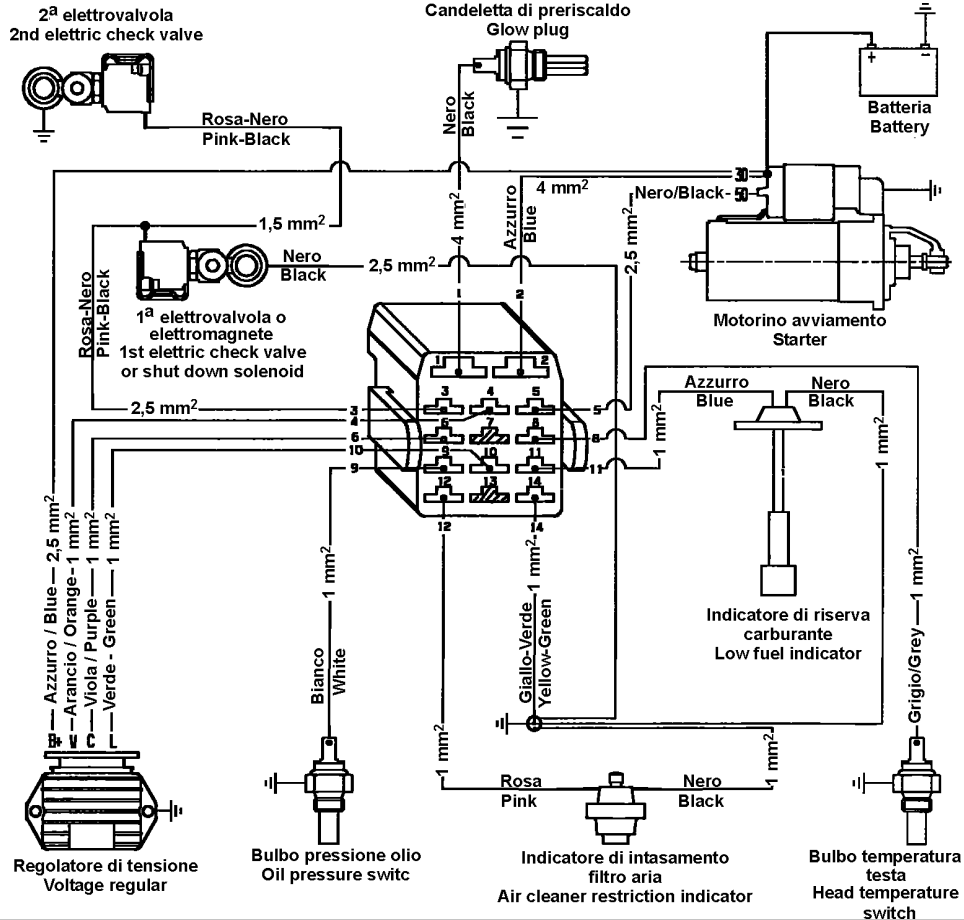 2a elettrovalvola
2nd elettric check valve
Candeletta di preriscaldo
Glow plug
+ -
Batteria
Battery
Rosa-Nero
Pink-Black
Nero
Black
30
4 mm2
Nero/Black
50
4 mm2
Azzurro
Blue
2,5 mm2
1,5 mm2
Nero
Black
2,5 mm2
Rosa-Nero
Pink-Black
1a elettrovalvola o
elettromagnete
1st elettric check valve
or shut down solenoid
Motorino avviamento
Starter
1
2
1
2
3
4
5
6
7
8
9
10
11
12
13
14
2,5 mm2
3
4
6
10
9
5
8
11
12
14
Azzurro
Blue
Nero
Black
1 mm2
1 mm2
Indicatore di riserva
carburante
Low fuel indicator
Azzurro / Blue
2,5 mm2
Arancio / Orange
1 mm2
Viola / Purple
1 mm2
Verde - Green
1 mm2
B+ V C L
Regolatore di tensione
Voltage regular
1 mm2
Bianco
White
Bulbo pressione olio
Oil pressure switc
1 mm2
1 mm2
Giallo-Verde
Yellow-Green
Rosa
Pink
Nero
Black
1 mm2
Indicatore di intasamento
filtro aria
Air cleaner restriction indicator
1 mm2
Grigio/Grey
Bulbo temperatura
testa
Head temperature
switch